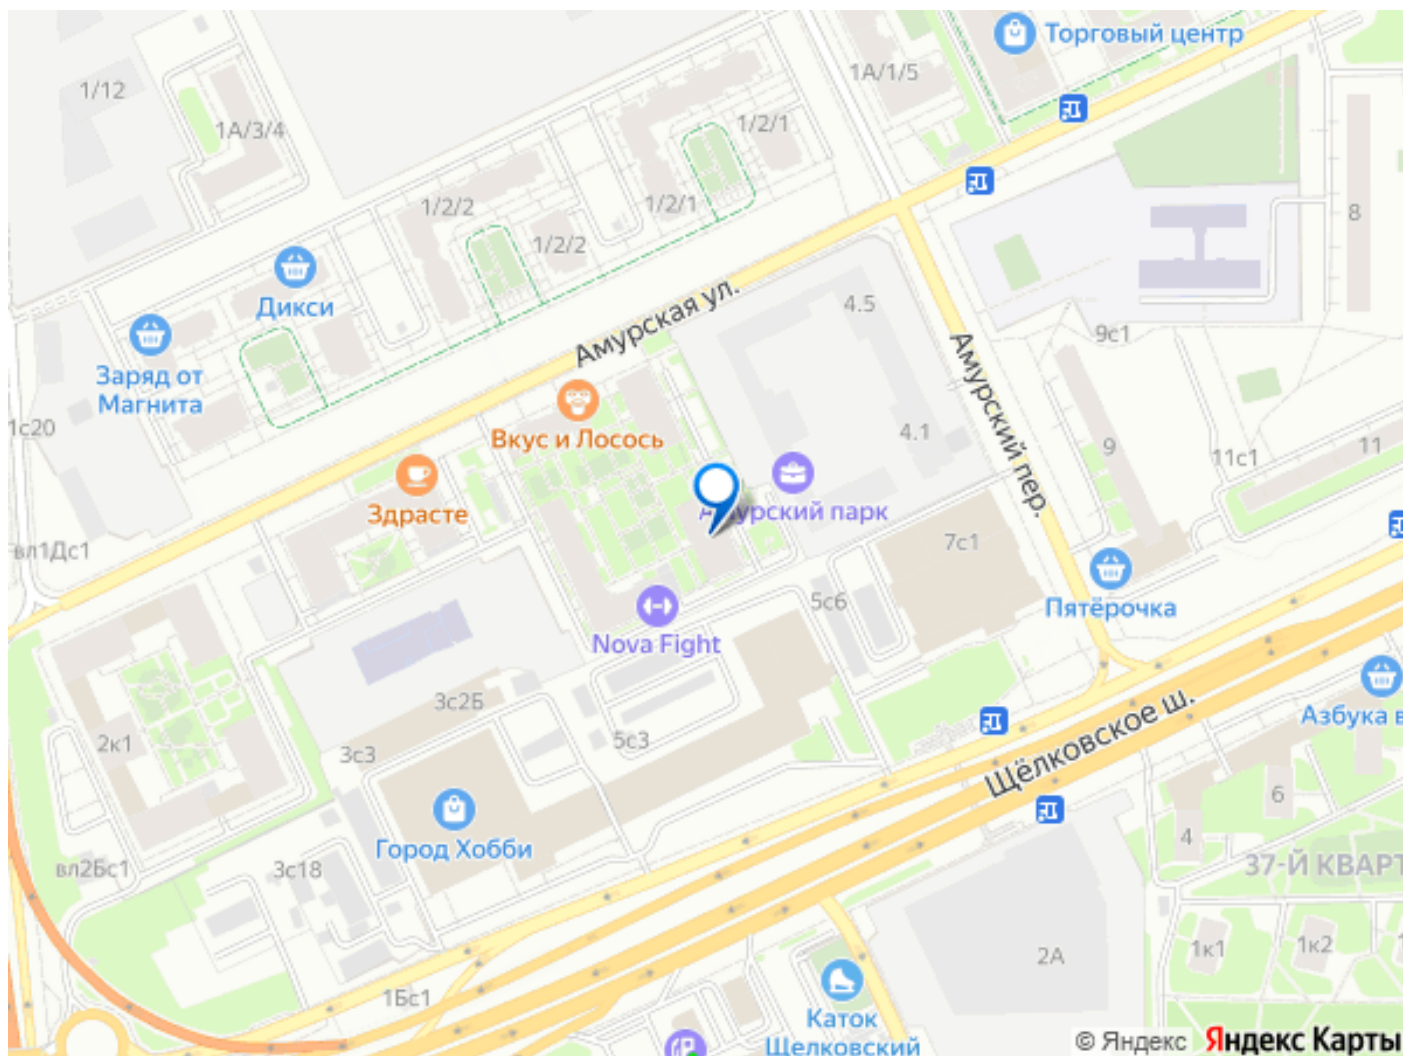 Торговый центр
1/12
1А/1/5
1А/3/4
1/2/1
1/2/2
1/2/1
8
1/2/2
Дикси
Амурская ул.
4.5
9с1
Заряд от
Магнита
Амурский пер.
1с20
Вкус и Лосось
4.1
9
11с1
11
Здрасте
Амурский парк
вл1Дс1
7с1
5с6
Пятёрочка
Nova Fight
3с2Б
Щёлковское ш.
Азбука в
2к1
3с3
5с3
6
4
Город Хобби
вл2Бс1
3с18
37-Й КВАРТ
2А
1к1
1к2
1Бс1
Каток
Щелковский
© Яндекс Яндекс Карты